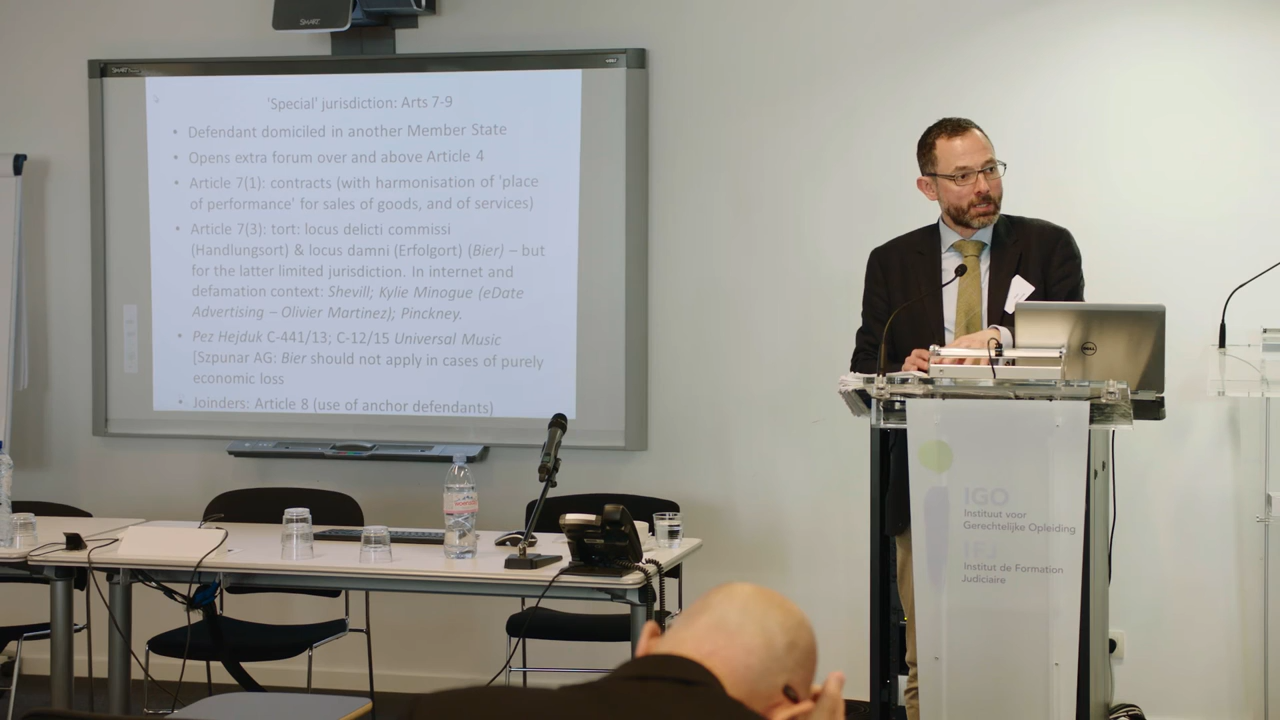 SMART
SMART
'Special' jurisdiction: Arts 7-9
• Defendant domiciled in another Member State
• Opens extra forum over and above Article 4
• Article 7(1): contracts (with harmonisation of 'place
of performance' for sales of goods, and of services)
• Article 7(3): tort: locus delicti commissi
(Handlungsort) & locus damni (Erfolgort) (Bier) – but
for the latter limited jurisdiction. In internet and
defamation context: Shevill; Kylie Minogue (eDate
Advertising – Olivier Martinez); Pinckney.
• Pez Hejduk C-441/13; C-12/15 Universal Music
[Szpunar AG: Bier should not apply in cases of purely
economic loss
• Joinders: Article 8 (use of anchor defendants)
DELL
IGO
Instituut voor
Gerechtelijke Opleiding
IFJ
Institut de Formation
Judiciaire